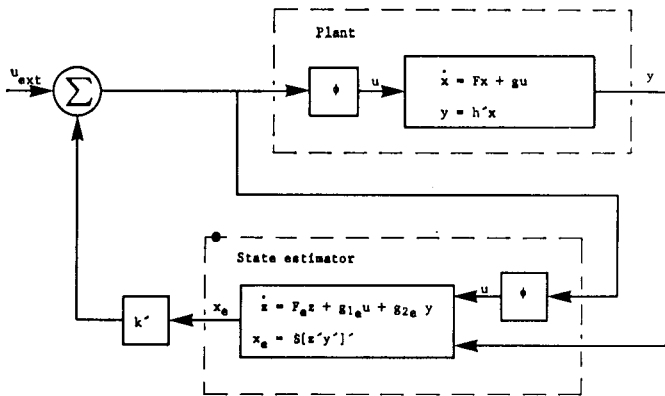 Plant
u_ext
Σ
ϕ
u
ẋ = Fx + gu
y = h´x
y
State estimator
x_e
ż = F_e z + g_1e u + g_2e y
x_e = S[z´y´]´
u
ϕ
k´